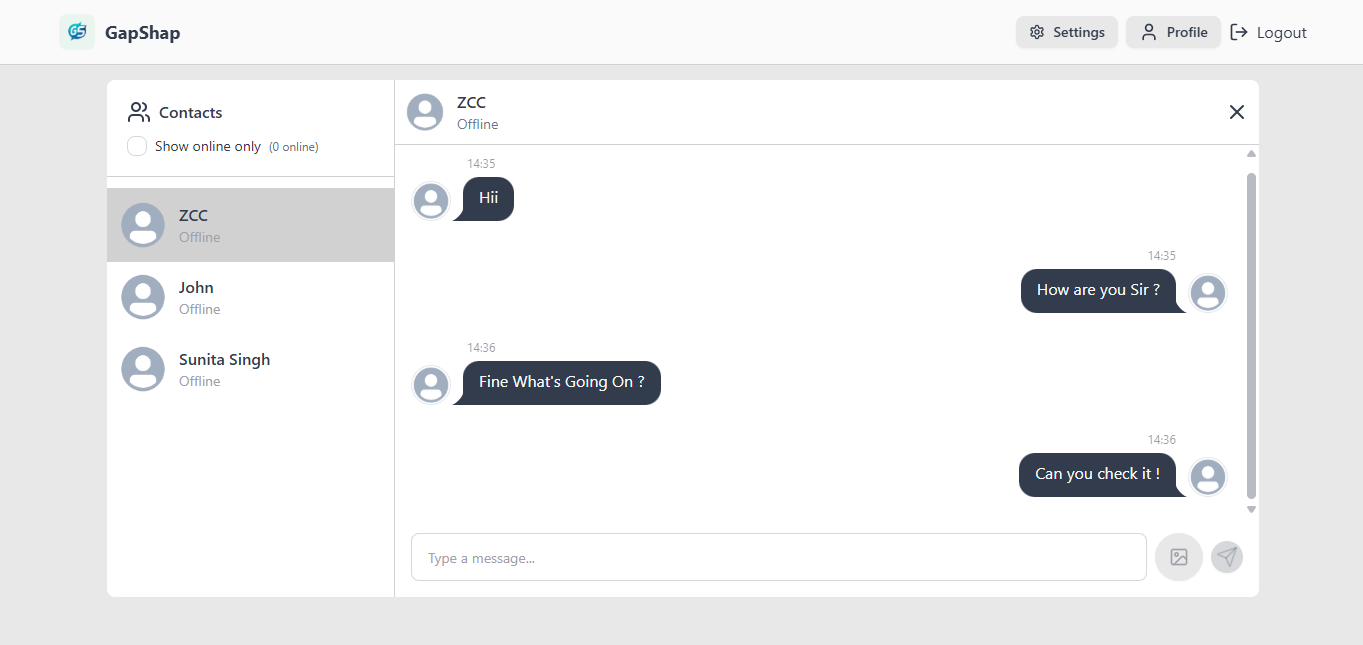 GapShap
Settings
Profile
Logout
Contacts
Show online only (0 online)
ZCC
Offline
John
Offline
Sunita Singh
Offline
ZCC
Offline
14:35
Hii
14:35
How are you Sir ?
14:36
Fine What's Going On ?
14:36
Can you check it !
Type a message...